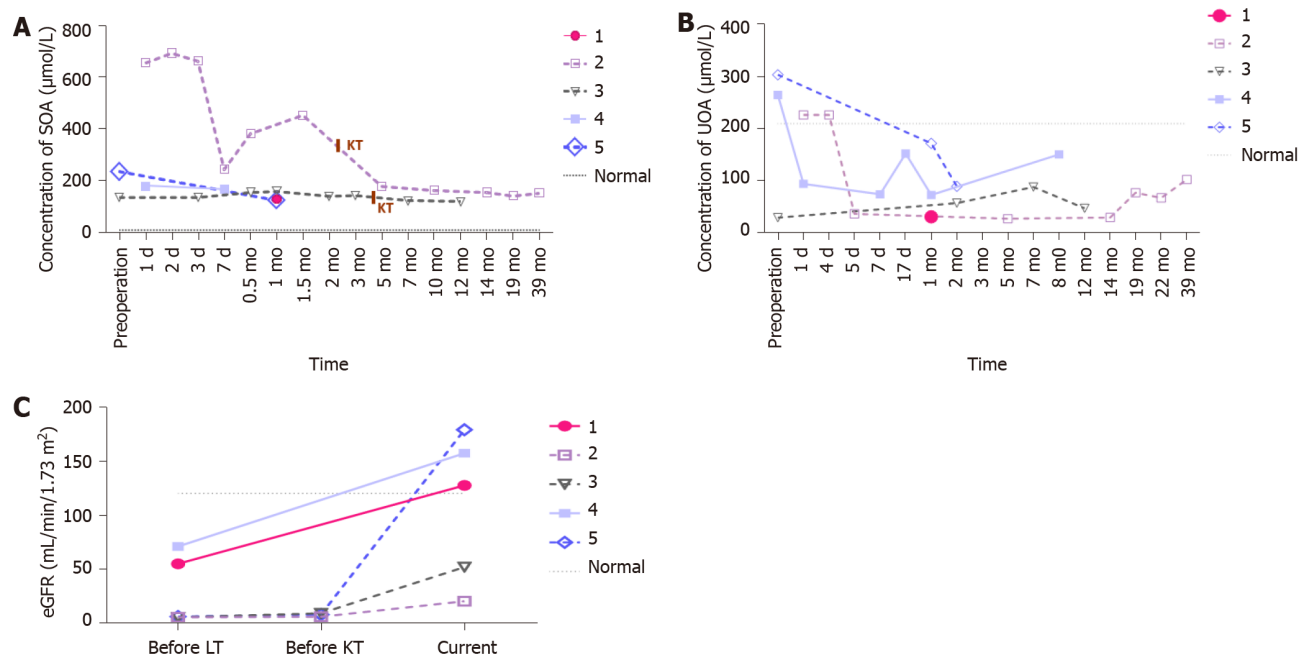 A
Concentration of SOA (µmol/L)
800
600
400
200
0
KT
KT
1
2
3
4
5
Normal
Preoperation
1 d
2 d
3 d
7 d
0.5 mo
1 mo
1.5 mo
2 mo
3 mo
5 mo
7 mo
10 mo
12 mo
14 mo
19 mo
39 mo
Time
B
Concentration of UOA (µmol/L)
400
300
200
100
0
1
2
3
4
5
Normal
Preoperation
1 d
4 d
5 d
7 d
17 d
1 mo
2 mo
3 mo
5 mo
7 mo
8 m0
12 mo
14 mo
19 mo
22 mo
39 mo
Time
C
eGFR (mL/min/1.73 m²)
200
150
100
50
0
1
2
3
4
5
Normal
Before LT
Before KT
Current